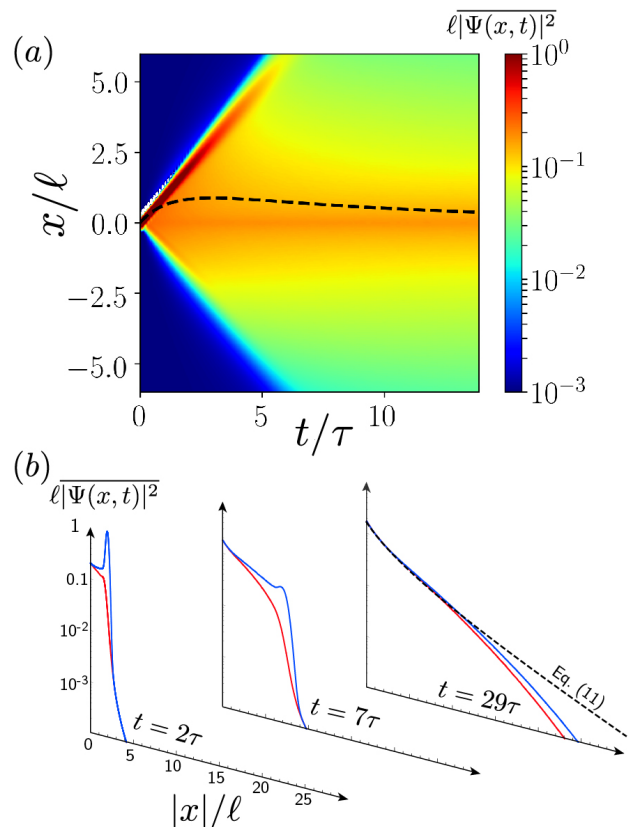 (a)
ℓ|Ψ(x,t)|²
10⁰
10⁻¹
10⁻²
10⁻³
x/ℓ
5.0
2.5
0.0
−2.5
−5.0
0
5
10
t/τ
(b)
ℓ|Ψ(x,t)|²
1
0.1
10⁻²
10⁻³
0
5
10
15
20
25
t = 2τ
t = 7τ
t = 29τ
Eq. (11)
|x|/ℓ